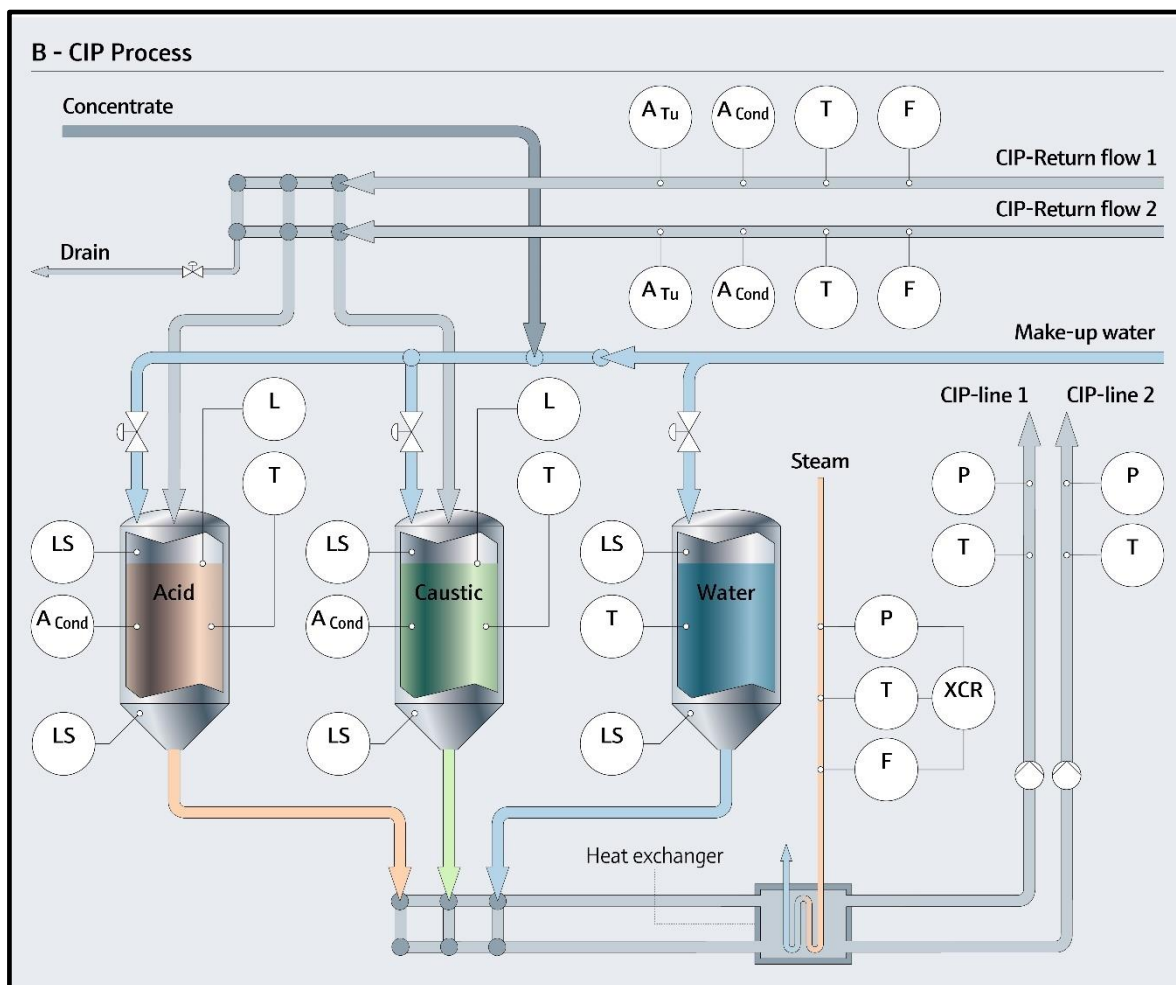 B - CIP Process
Concentrate
A Tu
A Cond
T
F
CIP-Return flow 1
CIP-Return flow 2
Drain
A Tu
A Cond
T
F
Make-up water
L
L
CIP-line 1
CIP-line 2
T
T
Steam
P
P
LS
LS
LS
T
T
Acid
Caustic
Water
A Cond
A Cond
T
P
T
XCR
LS
LS
LS
F
Heat exchanger